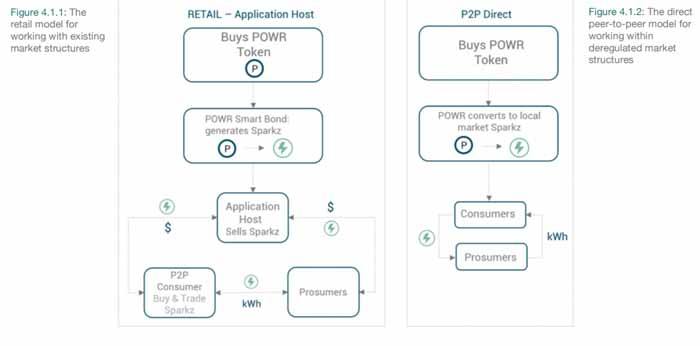 Figure 4.1.1: The
retail model for
working with existing
market structures
RETAIL – Application Host
Buys POWR
Token
P
POWR Smart Bond:
generates Sparkz
P
Application
Host
Sells Sparkz
$
$
P2P
Consumer
Buy & Trade
Sparkz
kWh
Prosumers
P2P Direct
Buys POWR
Token
POWR converts to local
market Sparkz
P
Consumers
kWh
Prosumers
Figure 4.1.2: The direct
peer-to-peer model for
working within
deregulated market
structures